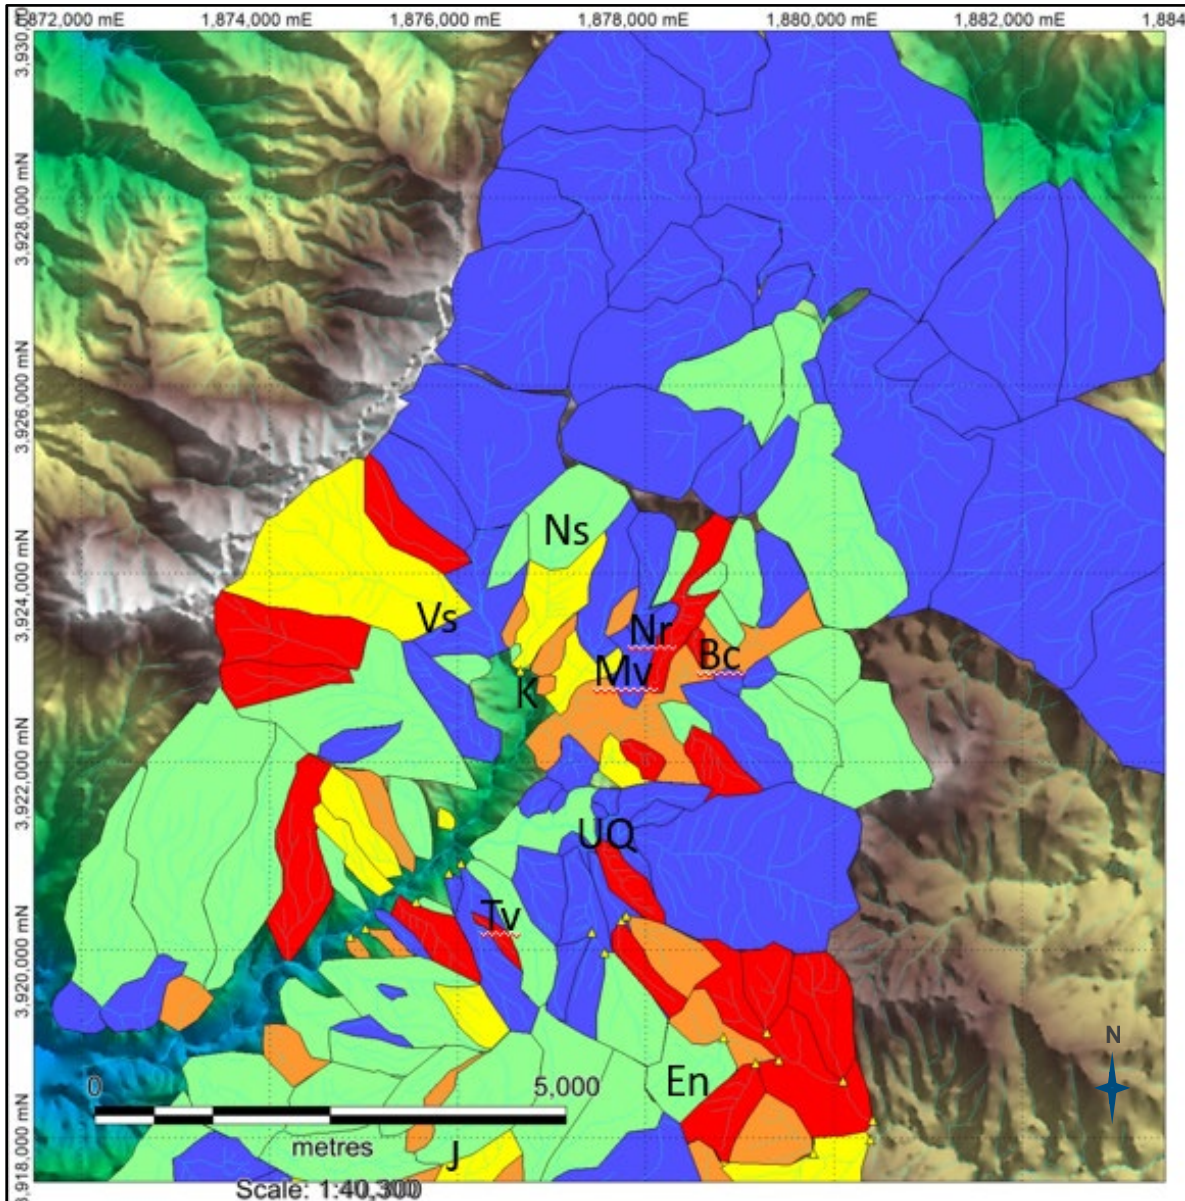 1,872,000 mE 1,874,000 mE 1,876,000 mE 1,878,000 mE 1,880,000 mE 1,882,000 mE 1,884
3,930,0
3,928,000 mN
3,926,000 mN
3,924,000 mN
3,922,000 mN
3,920,000 mN
3,918,000 mN
Ns
Vs
Nr
Bc
Mv
K
UQ
Tv
En
J
N
0 5,000
metres
Scale: 1:40,300